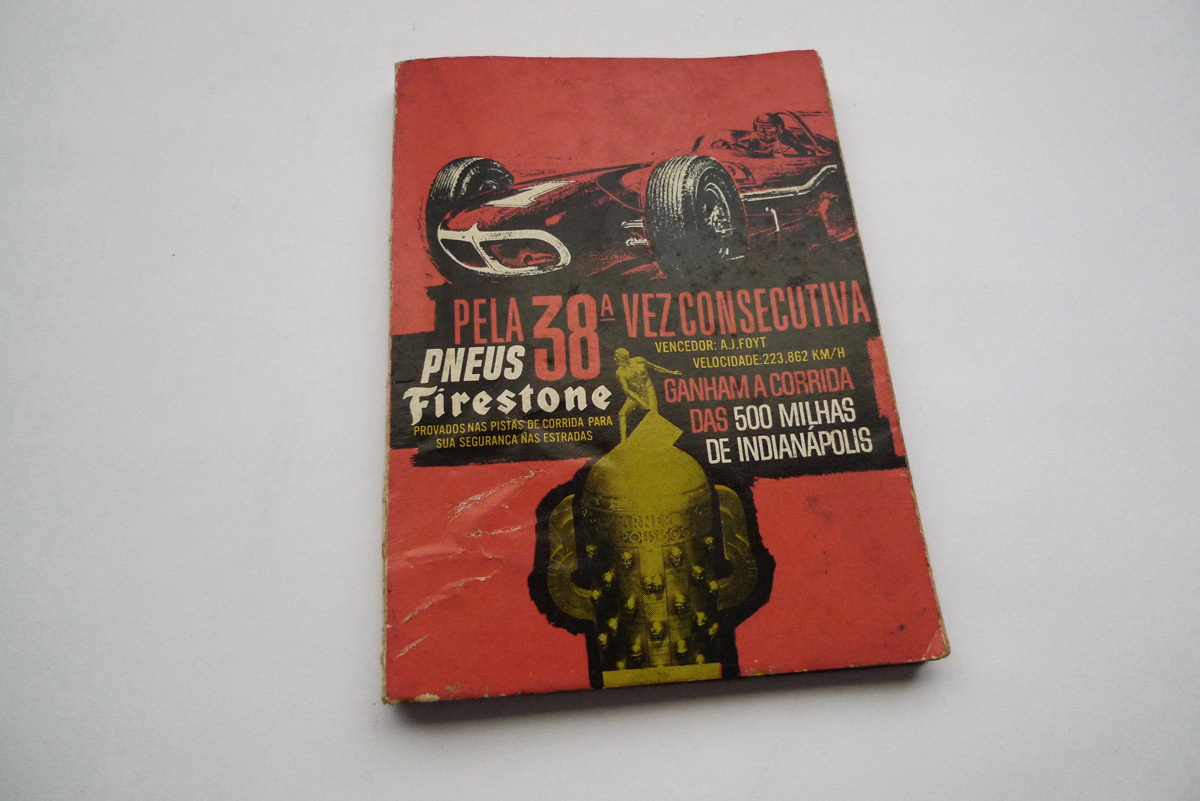 PELA 38ª VEZ CONSECUTIVA
PNEUS
Firestone
PROVADOS NAS PISTAS DE CORRIDA PARA
SUA SEGURANCA NAS ESTRADAS
VENCEDOR: A.J.FOYT
VELOCIDADE:223,862 KM/H
GANHAM A CORRIDA
DAS 500 MILHAS
DE INDIANÁPOLIS